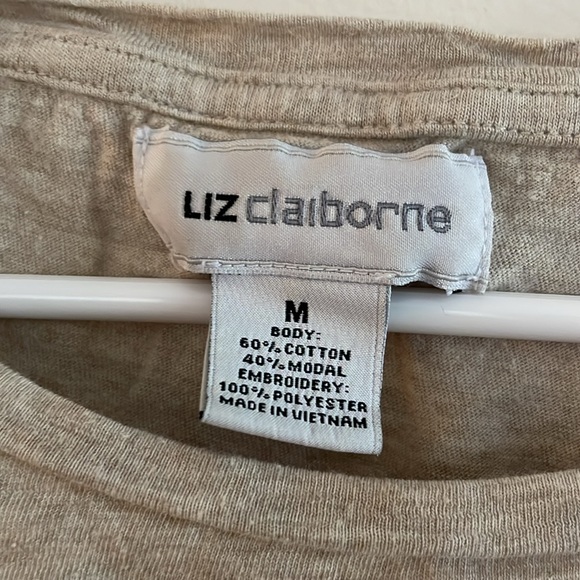 LIZ claiborne
M
BODY:
60% COTTON
40% MODAL
EMBROIDERY:
100% POLYESTER
MADE IN VIETNAM